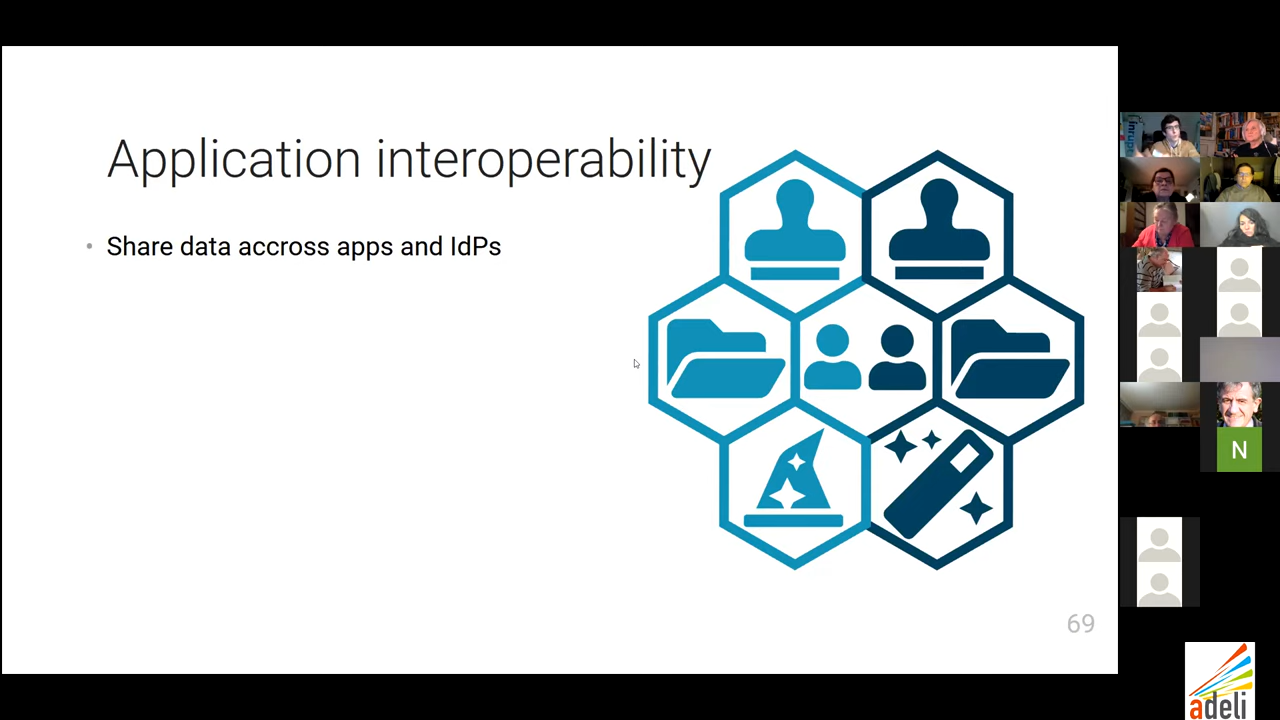 Application interoperability
• Share data accross apps and IdPs
69
N
adeli